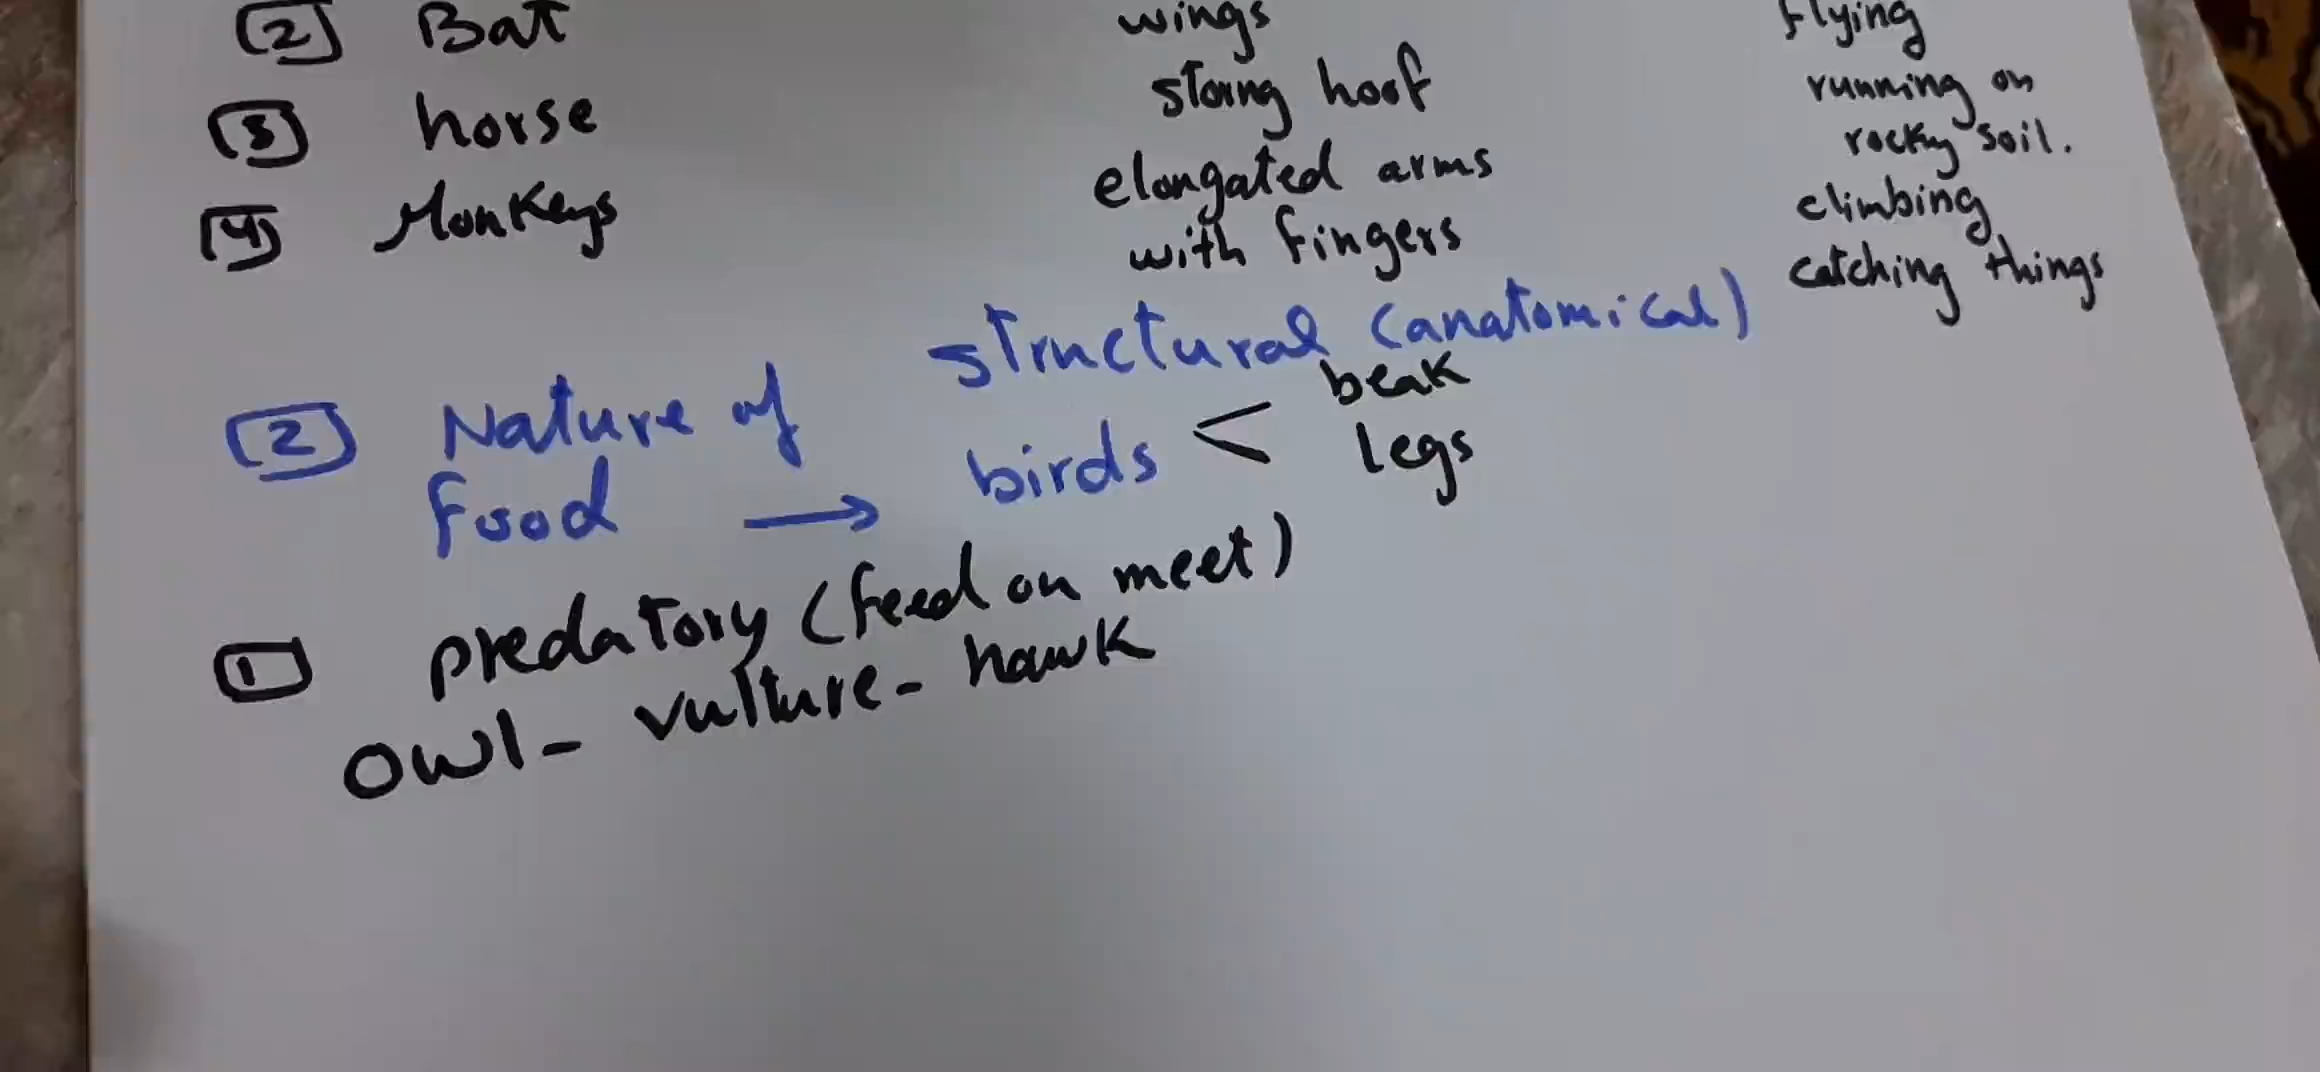 [2] Bat wings flying
[3] horse storng hoof running on
rocky soil.
[4] Monkeys elongated arms climbing
with fingers catching things
structural (anatomical)
[2] Nature of
food → birds < beak
legs
[1] predatory (feed on meet)
owl - vulture - hawk